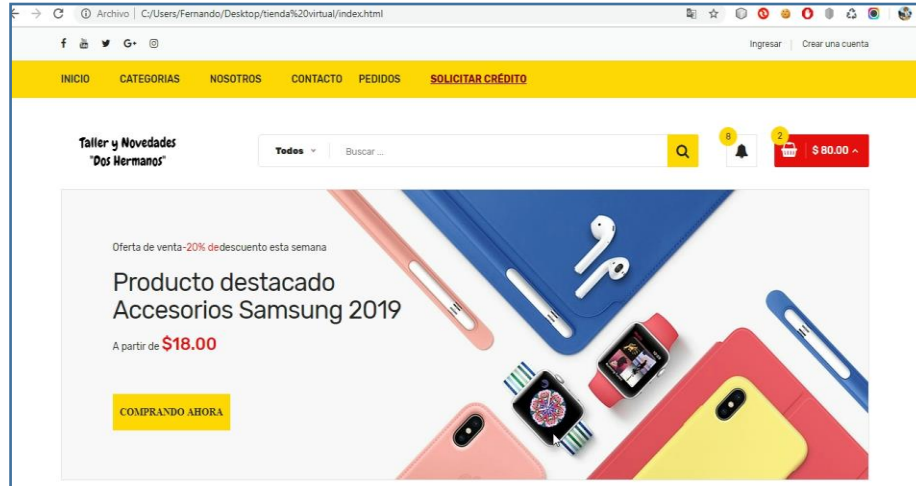 Archivo | C:/Users/Fernando/Desktop/tienda%20virtual/index.html
Ingresar | Crear una cuenta
INICIO CATEGORIAS NOSOTROS CONTACTO PEDIDOS SOLICITAR CRÉDITO
Taller y Novedades
"Dos Hermanos"
Todos
Buscar ...
8
2
$ 80.00
Oferta de venta-20% dedescuento esta semana
Producto destacado
Accesorios Samsung 2019
A partir de $18.00
COMPRANDO AHORA